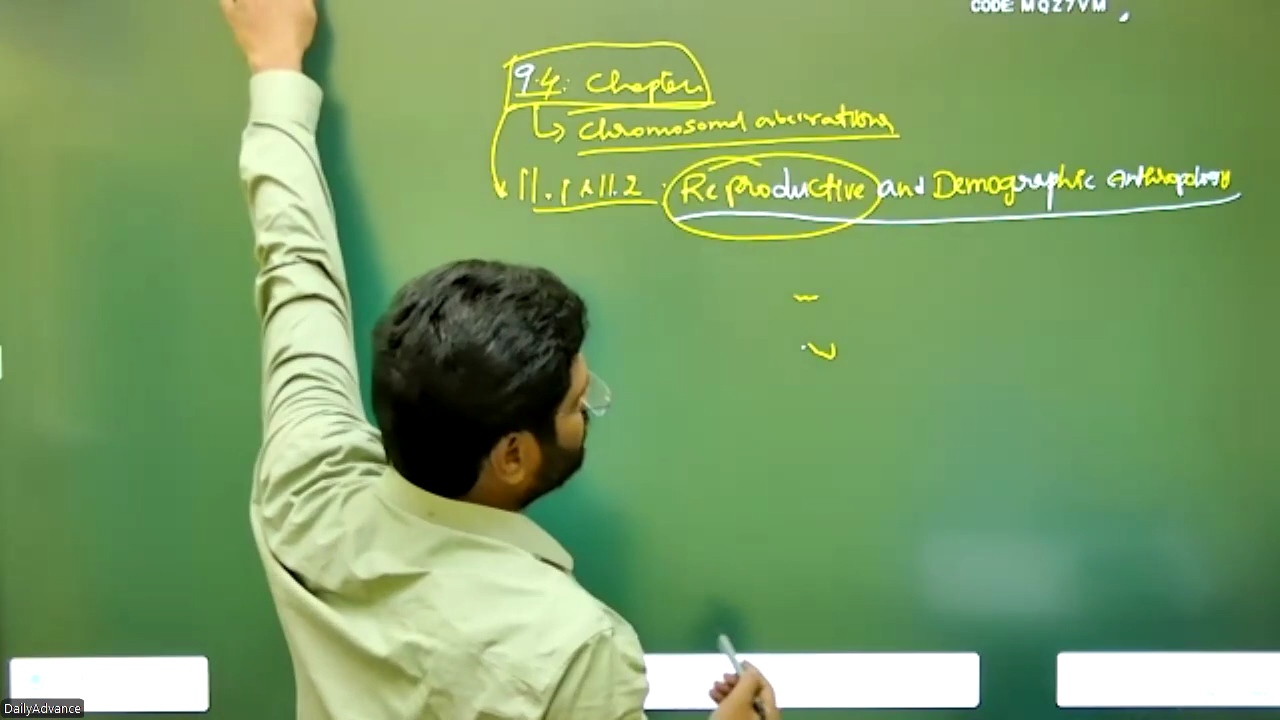 CODE: MQZ7VM
9.4: Chapter
chromosomal aberrations
11.1 & 11.2 : Reproductive and Demographic Anthropology
DailyAdvance